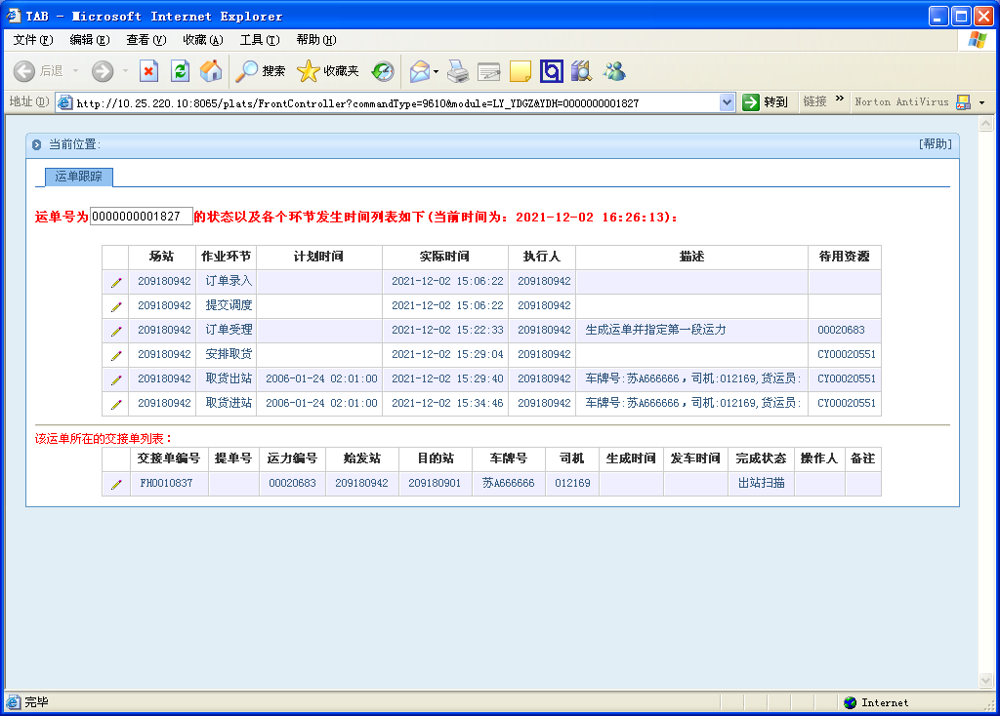 TAB - Microsoft Internet Explorer
文件(F) 编辑(E) 查看(V) 收藏(A) 工具(T) 帮助(H)
后退 搜索 收藏夹
地址(D) http://10.25.220.10:8065/plats/FrontController?commandType=9610&module=LY_YDGZ&YDH=0000000001827 转到 链接 » Norton AntiVirus
当前位置: [帮助]
运单跟踪
运单号为 0000000001827 的状态以及各个环节发生时间列表如下(当前时间为: 2021-12-02 16:26:13):
场站 作业环节 计划时间 实际时间 执行人 描述 待用资源
209180942 订单录入 2021-12-02 15:06:22 209180942
209180942 提交调度 2021-12-02 15:06:22 209180942
209180942 订单受理 2021-12-02 15:22:33 209180942 生成运单并指定第一段运力 00020683
209180942 安排取货 2021-12-02 15:29:04 209180942 CY00020551
209180942 取货出站 2006-01-24 02:01:00 2021-12-02 15:29:40 209180942 车牌号:苏A666666，司机:012169,货运员: CY00020551
209180942 取货进站 2006-01-24 02:01:00 2021-12-02 15:34:46 209180942 车牌号:苏A666666，司机:012169,货运员: CY00020551
该运单所在的交接单列表：
交接单编号 提单号 运力编号 始发站 目的站 车牌号 司机 生成时间 发车时间 完成状态 操作人 备注
FH0010837 00020683 209180942 209180901 苏A666666 012169 出站扫描
完毕 Internet